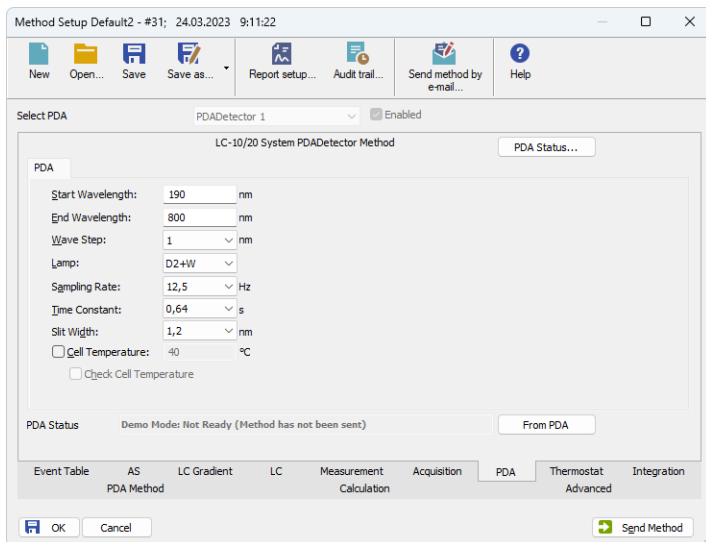 Method Setup Default2 - #31; 24.03.2023 9:11:22
New Open... Save Save as... Report setup... Audit trail... Send method by e-mail... Help
Select PDA PDADetector 1 Enabled
LC-10/20 System PDADetector Method PDA Status...
PDA
Start Wavelength: 190 nm
End Wavelength: 800 nm
Wave Step: 1 nm
Lamp: D2+W
Sampling Rate: 12,5 Hz
Time Constant: 0,64 s
Slit Width: 1,2 nm
Cell Temperature: 40 °C
Check Cell Temperature
PDA Status Demo Mode: Not Ready (Method has not been sent) From PDA
Event Table AS LC Gradient LC Measurement Acquisition PDA Thermostat Integration
PDA Method Calculation Advanced
OK Cancel Send Method